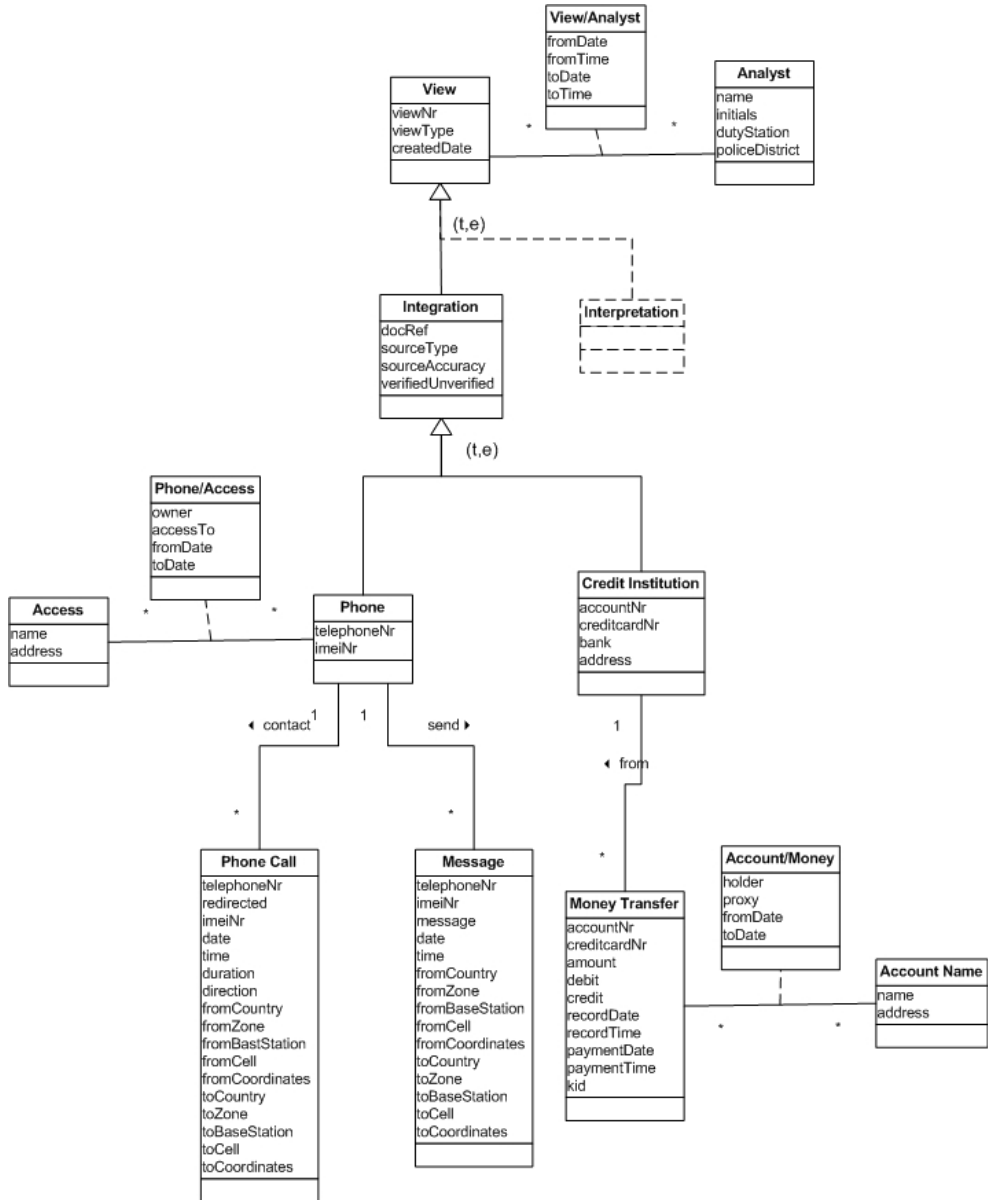 View/Analyst
fromDate
fromTime
toDate
toTime
View
viewNr
viewType
createdDate
Analyst
name
initials
dutyStation
policeDistrict
*
*
(t,e)
Integration
docRef
sourceType
sourceAccuracy
verifiedUnverified
Interpretation
(t,e)
Phone/Access
owner
accessTo
fromDate
toDate
Access
name
address
*
*
Phone
telephoneNr
imeiNr
Credit Institution
accountNr
creditcardNr
bank
address
◄ contact
1
1
send ►
1
◄ from
*
*
*
Phone Call
telephoneNr
redirected
imeiNr
date
time
duration
direction
fromCountry
fromZone
fromBastStation
fromCell
fromCoordinates
toCountry
toZone
toBaseStation
toCell
toCoordinates
Message
telephoneNr
imeiNr
message
date
time
fromCountry
fromZone
fromBaseStation
fromCell
fromCoordinates
toCountry
toZone
toBaseStation
toCell
toCoordinates
Money Transfer
accountNr
creditcardNr
amount
debit
credit
recordDate
recordTime
paymentDate
paymentTime
kid
Account/Money
holder
proxy
fromDate
toDate
*
*
Account Name
name
address